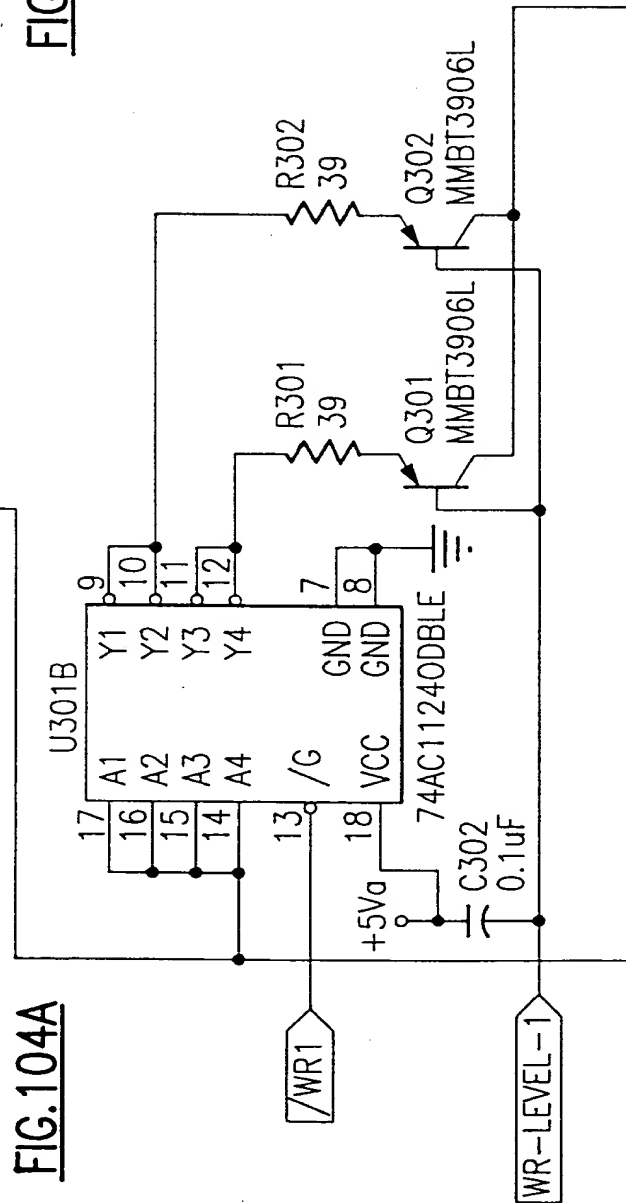 FIG.
FIG.104A
U301B
17 A1 Y1 9
16 A2 Y2 10
15 A3 Y3 11
14 A4 Y4 12
13 /G GND 7
18 VCC GND 8
74AC11240DBLE
R301
39
R302
39
Q301
MMBT3906L
Q302
MMBT3906L
/WR1
+5Va
C302
0.1uF
WR-LEVEL-1